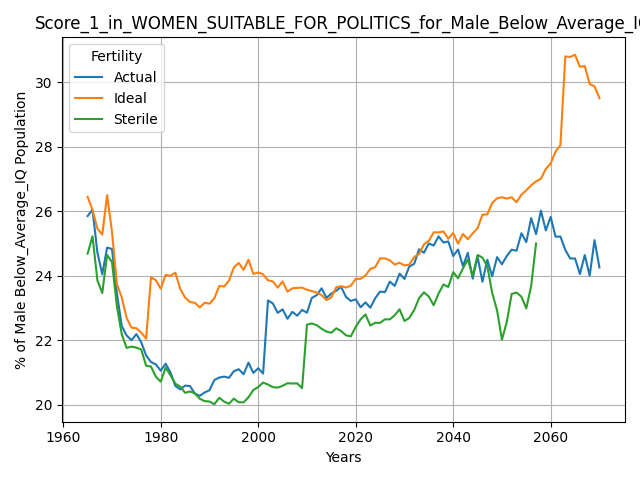 Score_1_in_WOMEN_SUITABLE_FOR_POLITICS_for_Male_Below_Average_IQ
Fertility
Actual
Ideal
Sterile
% of Male Below_Average_IQ Population
30
28
26
24
22
20
1960
1980
2000
2020
2040
2060
Years